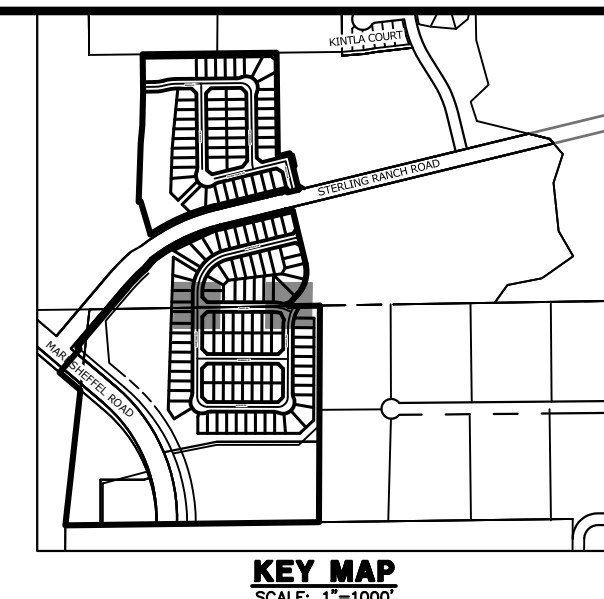 KINTLA COURT
STERLING RANCH ROAD
MARKSHEFFEL ROAD
KEY MAP
SCALE: 1"=1000'